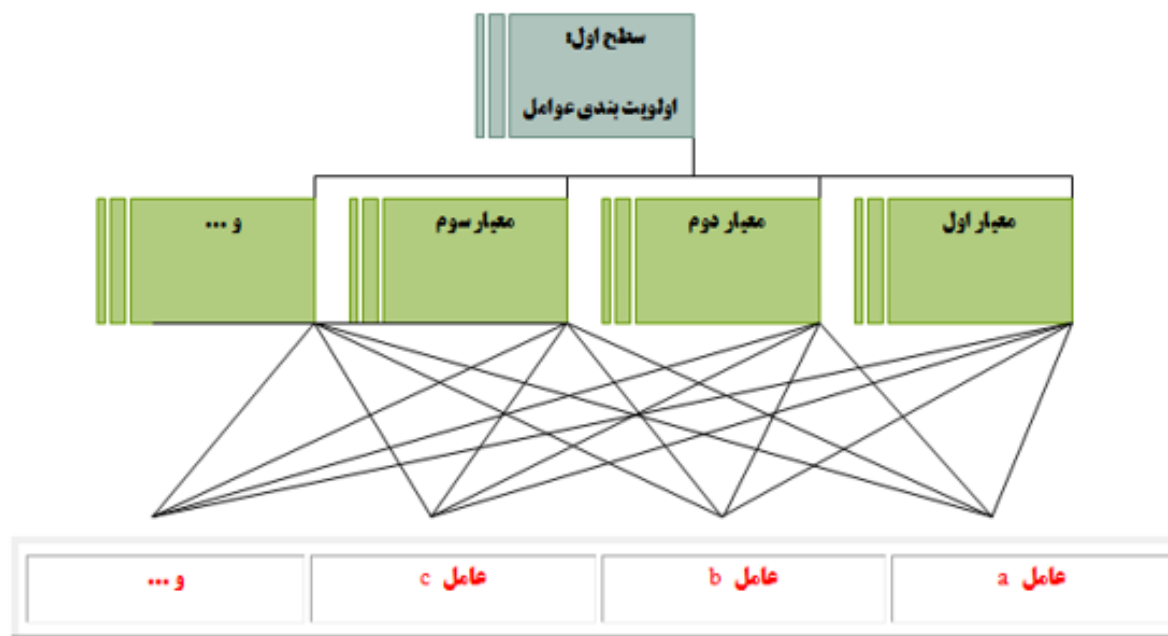 سطح اول:
اولویت بندی عوامل
معیار اول
معیار دوم
معیار سوم
و ...
عامل a
عامل b
عامل c
و ...